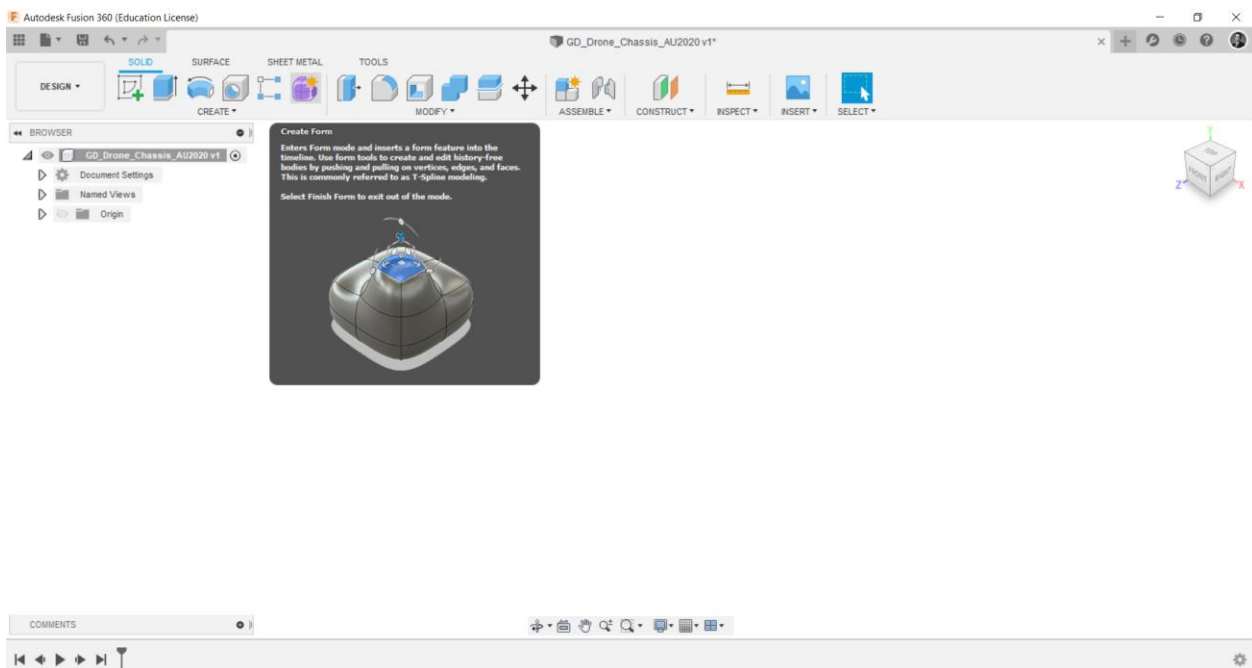 Autodesk Fusion 360 (Education License)
GD_Drone_Chassis_AU2020 v1*
SOLID SURFACE SHEET METAL TOOLS
DESIGN
CREATE MODIFY ASSEMBLE CONSTRUCT INSPECT INSERT SELECT
BROWSER
GD_Drone_Chassis_AU2020 v1
Document Settings
Named Views
Origin
Create Form
Enters Form mode and inserts a form feature into the
timeline. Use form tools to create and edit history-free
bodies by pushing and pulling on vertices, edges, and faces.
This is commonly referred to as T-Spline modeling.
Select Finish Form to exit out of the mode.
Y
TOP
FRONT RIGHT
Z X
COMMENTS